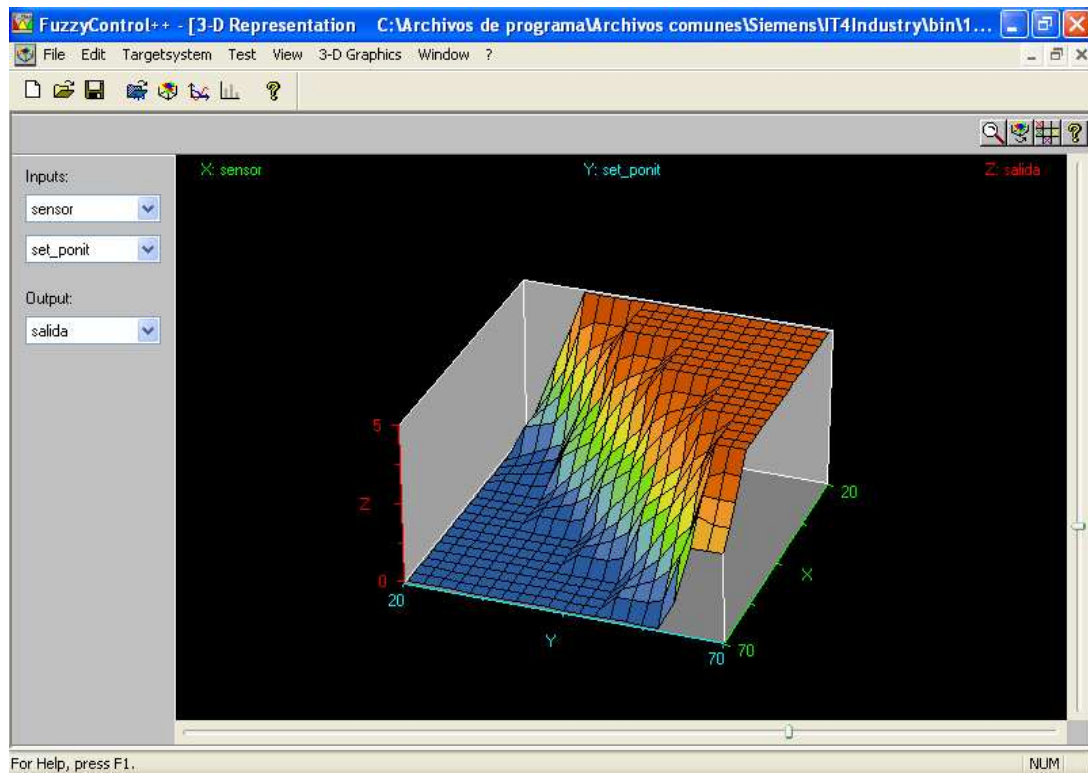 FuzzyControl++ - [3-D Representation C:\Archivos de programa\Archivos comunes\Siemens\IT4Industry\bin\1...
File Edit Targetsystem Test View 3-D Graphics Window ?
X: sensor Y: set_ponit Z: salida
Inputs:
sensor
set_ponit
Output:
salida
5
Z
0
20
Y
70
70
X
20
For Help, press F1. NUM